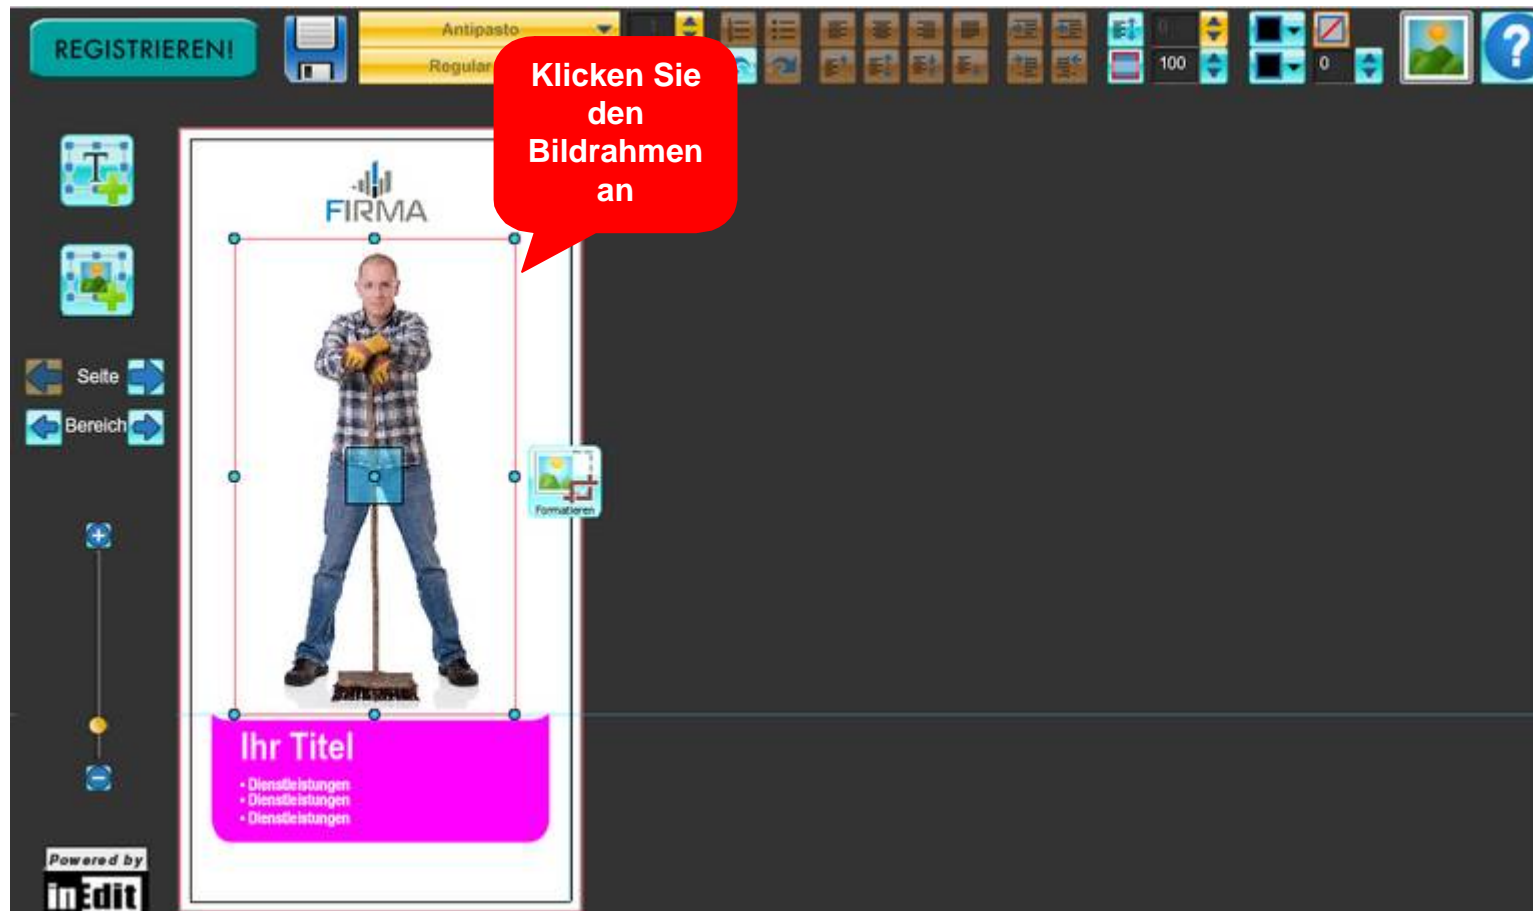 REGISTRIEREN!
Antipasto
Regular
100
0
Klicken Sie
den
Bildrahmen
an
FIRMA
Seite
Bereich
Formatieren
Ihr Titel
• Dienstleistungen
• Dienstleistungen
• Dienstleistungen
Powered by
inEdit